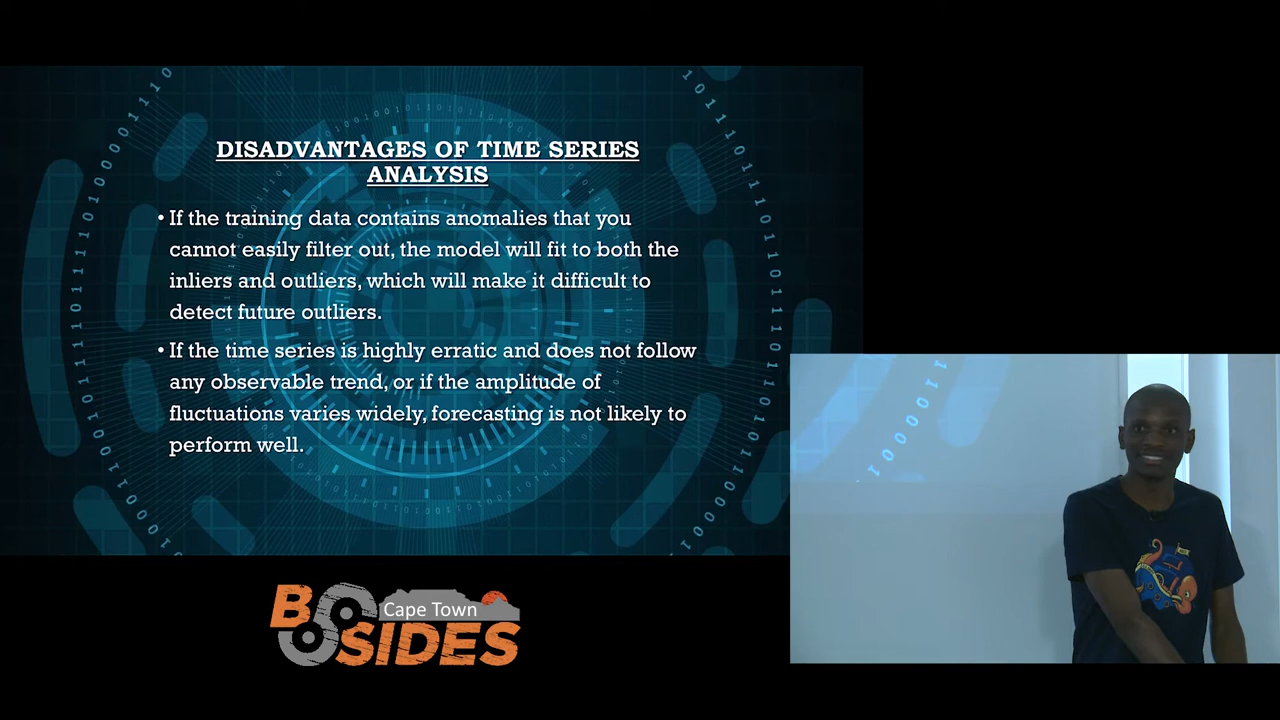 DISADVANTAGES OF TIME SERIES
ANALYSIS
• If the training data contains anomalies that you
cannot easily filter out, the model will fit to both the
inliers and outliers, which will make it difficult to
detect future outliers.
• If the time series is highly erratic and does not follow
any observable trend, or if the amplitude of
fluctuations varies widely, forecasting is not likely to
perform well.
Cape Town
BSIDES